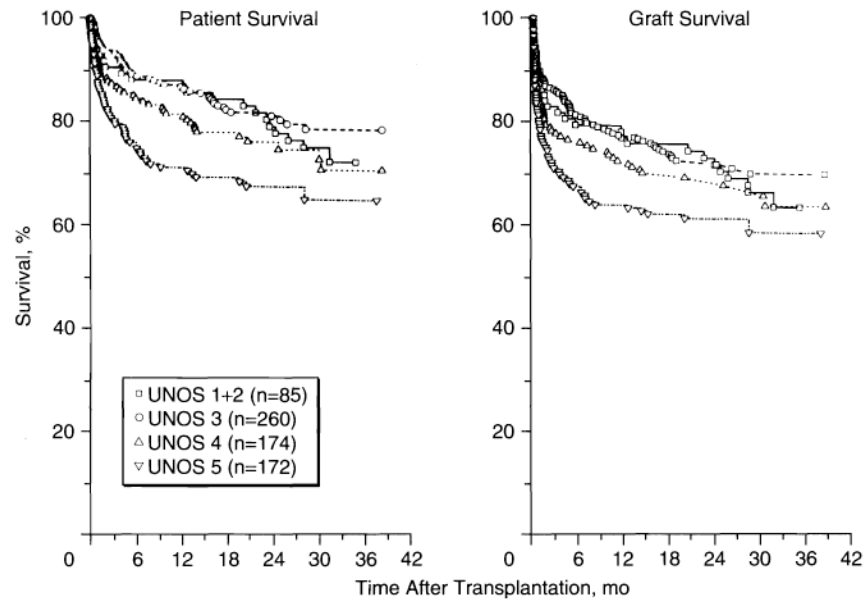 Patient Survival
Graft Survival
100
80
60
40
20
0
Survival, %
UNOS 1+2 (n=85)
UNOS 3 (n=260)
UNOS 4 (n=174)
UNOS 5 (n=172)
6 12 18 24 30 36 42
100
80
60
40
20
0
6 12 18 24 30 36 42
Time After Transplantation, mo